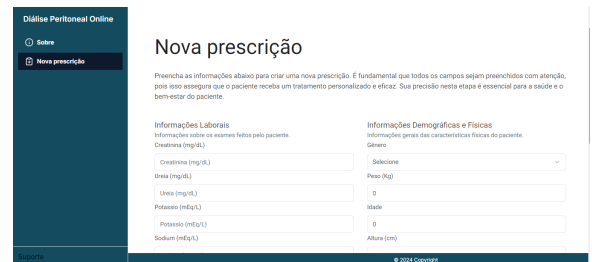 Diálise Peritoneal Online
Sobre
Nova prescrição
Suporte
Nova prescrição
Preencha as informações abaixo para criar uma nova prescrição. É fundamental que todos os campos sejam preenchidos com atenção,
pois isso assegura que o paciente receba um tratamento personalizado e eficaz. Sua precisão nesta etapa é essencial para a saúde e o
bem-estar do paciente.
Informações Laborais
Informações sobre os exames feitos pelo paciente.
Creatinina (mg/dL)
Creatinina (mg/dL)
Ureia (mg/dL)
Ureia (mg/dL)
Potassio (mEq/L)
Potassio (mEq/L)
Sodium (mEq/L)
Informações Demográficas e Físicas
Informações gerais das características físicas do paciente.
Gênero
Selecione
Peso (Kg)
0
Idade
0
Altura (cm)
© 2024 Copyright